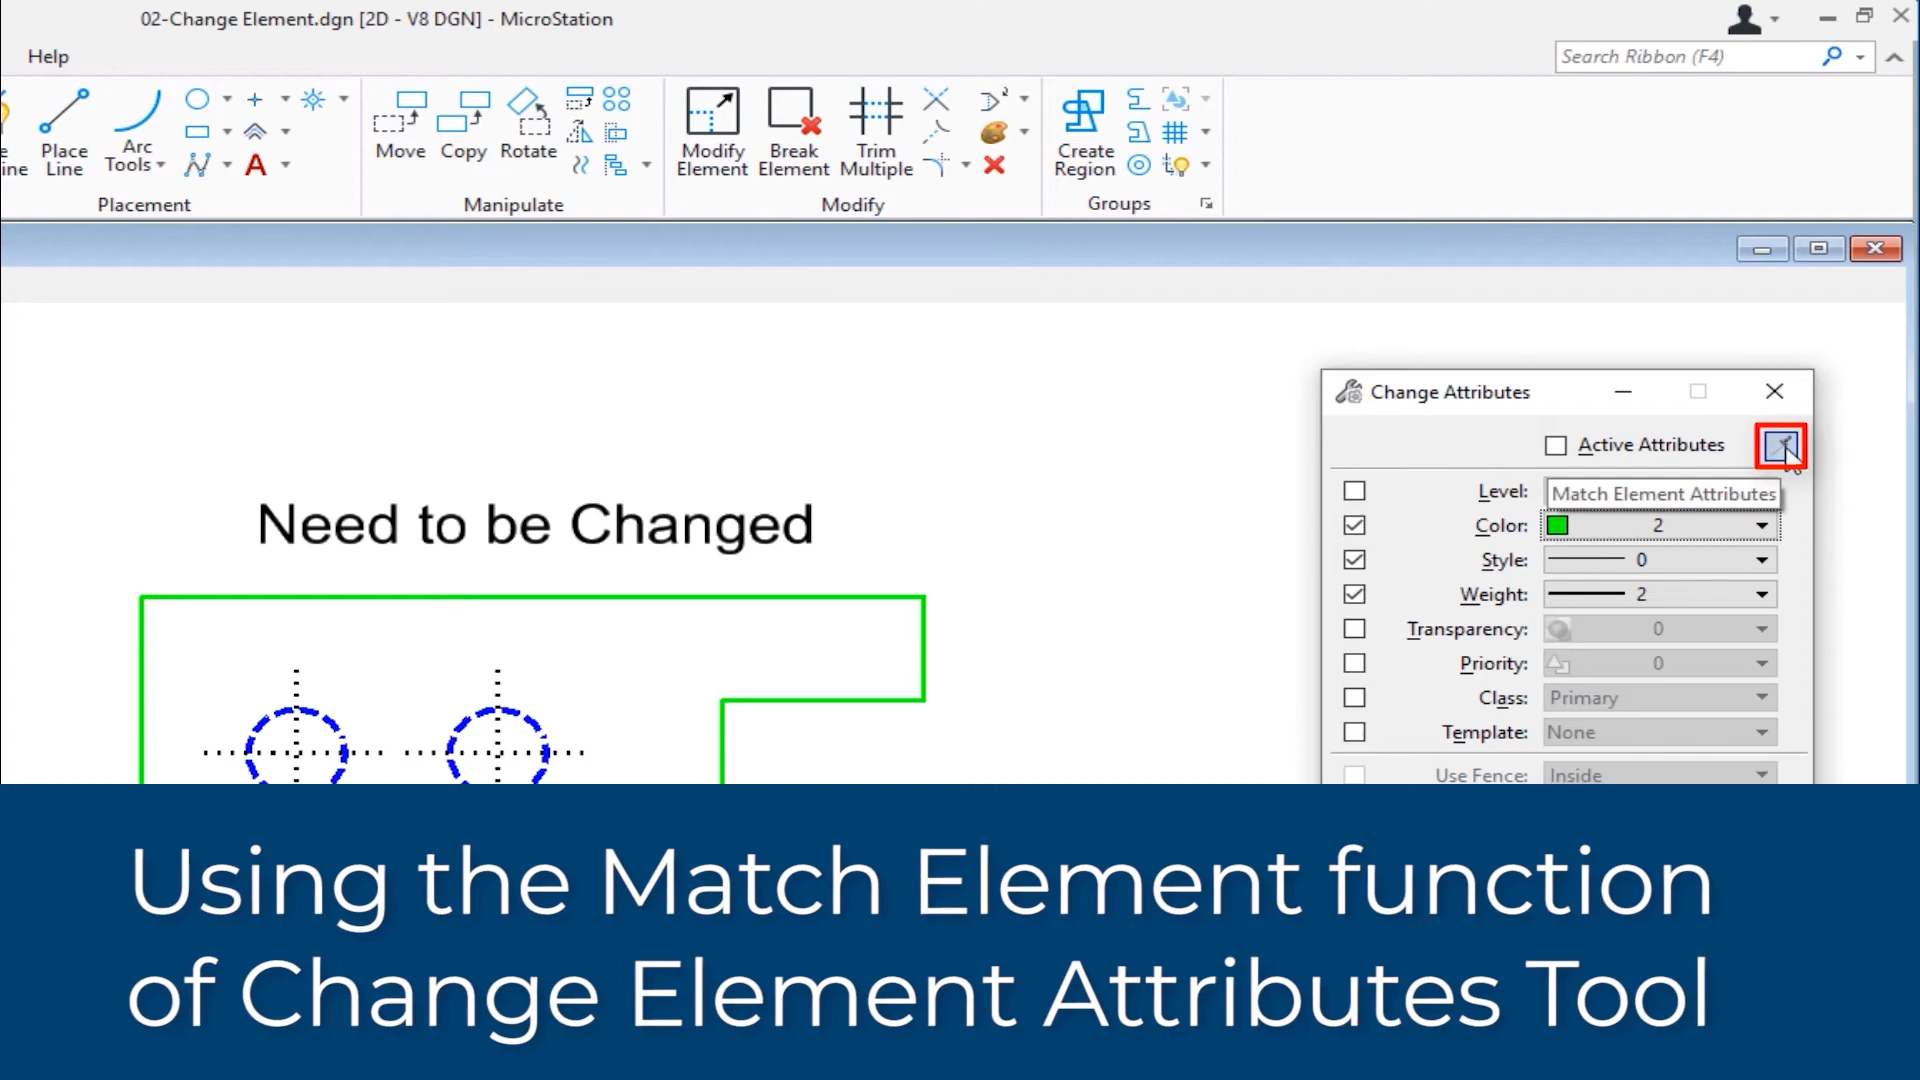 02-Change Element.dgn [2D - V8 DGN] - MicroStation
Help
Search Ribbon (F4)
Place
Line
Arc
Tools
Move
Copy
Rotate
Modify
Element
Break
Element
Trim
Multiple
Create
Region
Placement
Manipulate
Modify
Groups
Change Attributes
Active Attributes
Level:
Match Element Attributes
Color: 2
Style: 0
Weight: 2
Transparency: 0
Priority: 0
Class: Primary
Template: None
Use Fence: Inside
Need to be Changed
Using the Match Element function
of Change Element Attributes Tool